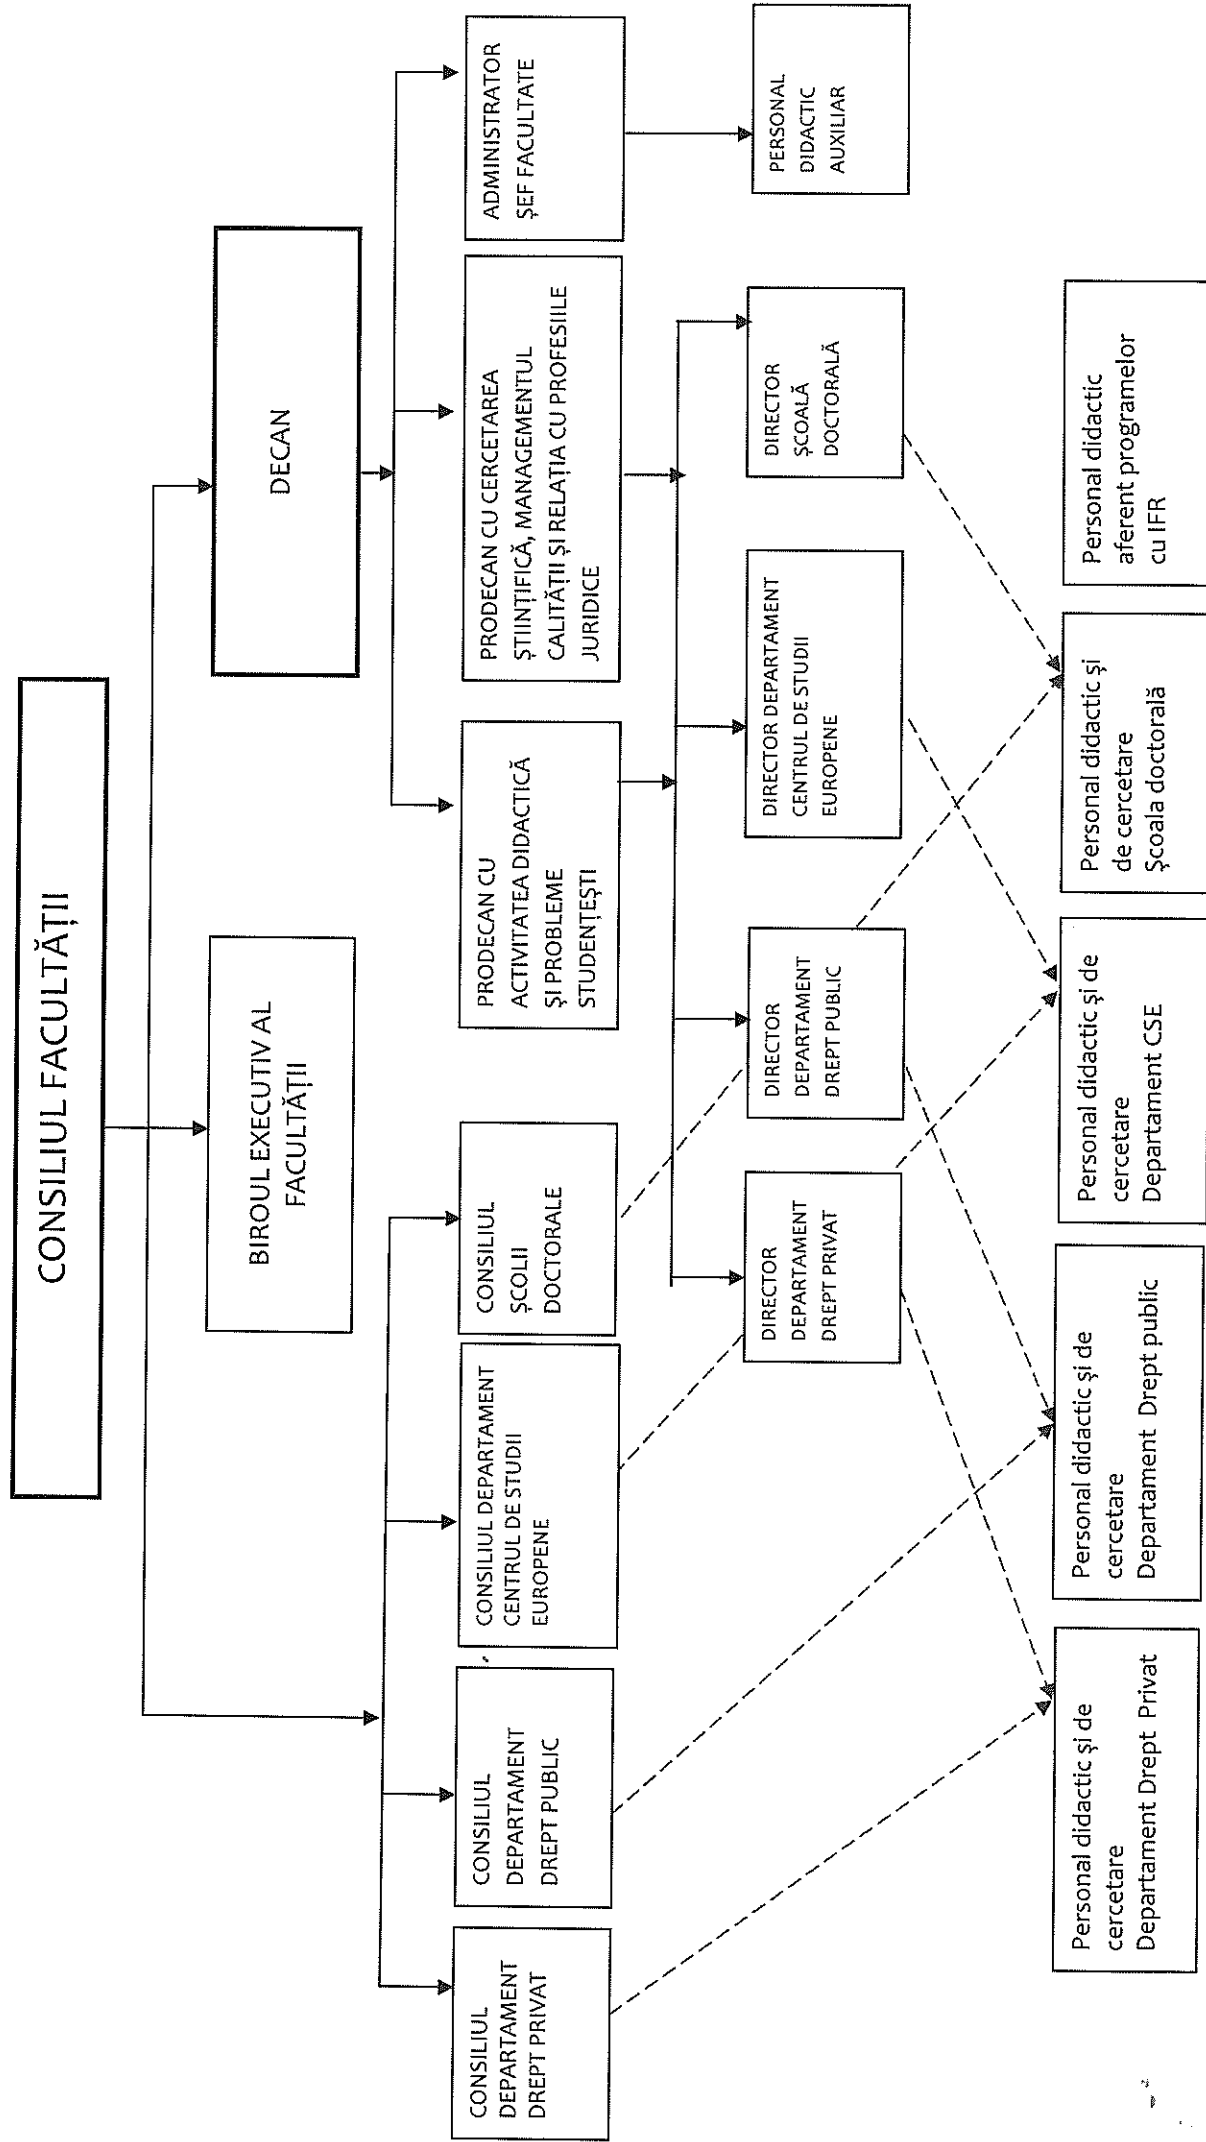 CONSILIUL FACULTĂȚII
BIROUL EXECUTIV AL
FACULTĂȚII
DECAN
CONSILIUL
DEPARTAMENT
DREPT PRIVAT
CONSILIUL
DEPARTAMENT
DREPT PUBLIC
CONSILIUL DEPARTAMENT
CENTRUL DE STUDII
EUROPENE
CONSILIUL
ȘCOLII
DOCTORALE
PRODECAN CU
ACTIVITATEA DIDACTICĂ
ȘI PROBLEME
STUDENȚEȘTI
PRODECAN CU CERCETAREA
ȘTIINȚIFICĂ, MANAGEMENTUL
CALITĂȚII ȘI RELAȚIA CU PROFESIILE
JURIDICE
ADMINISTRATOR
ȘEF FACULTATE
DIRECTOR
DEPARTAMENT
DREPT PRIVAT
DIRECTOR
DEPARTAMENT
DREPT PUBLIC
DIRECTOR DEPARTAMENT
CENTRUL DE STUDII
EUROPENE
DIRECTOR
ȘCOALĂ
DOCTORALĂ
PERSONAL
DIDACTIC
AUXILIAR
Personal didactic și de
cercetare
Departament Drept Privat
Personal didactic și de
cercetare
Departament Drept public
Personal didactic și de
cercetare
Departament CSE
Personal didactic și
de cercetare
Școala doctorală
Personal didactic
aferent programelor
cu IFR